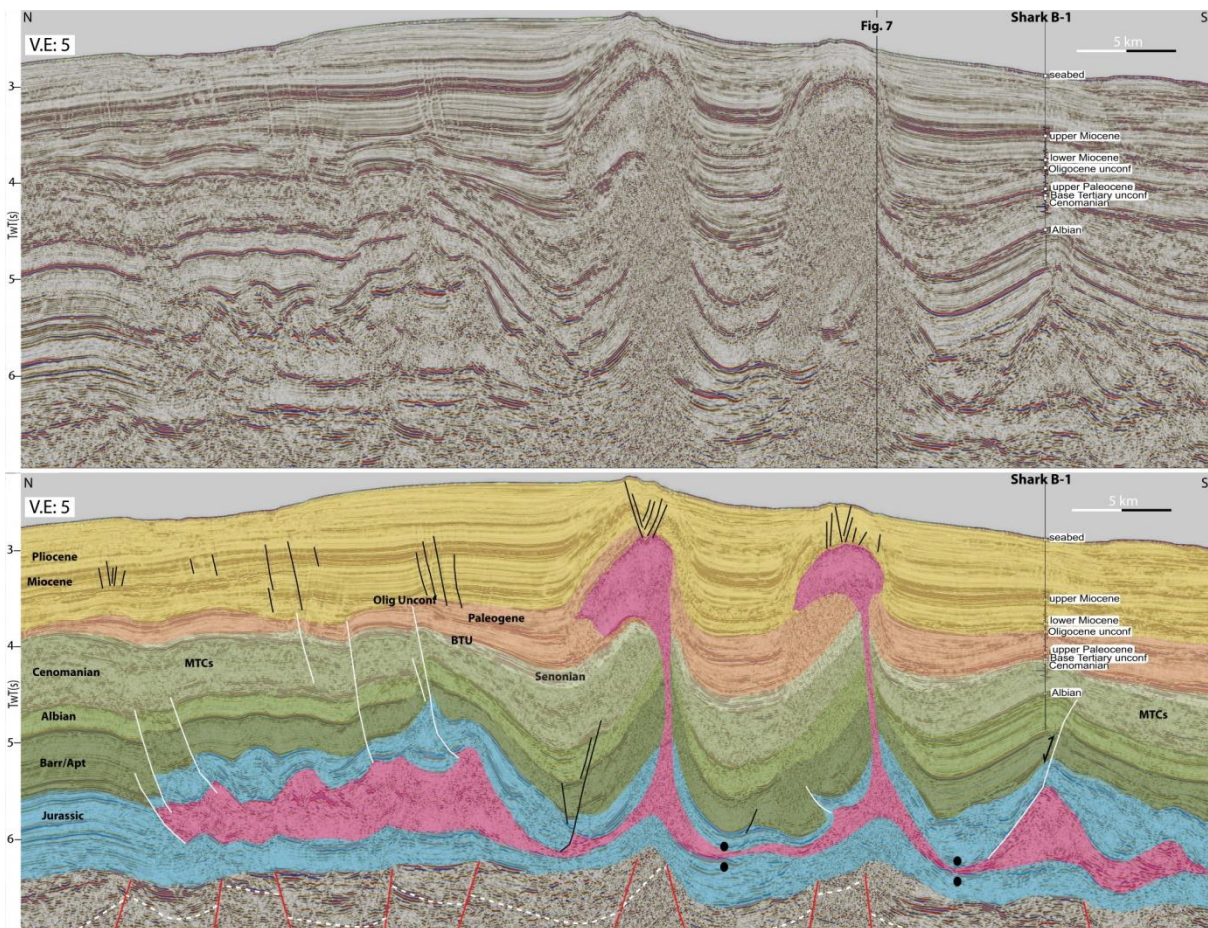 N
V.E: 5
Fig. 7
Shark B-1
S
5 km
seabed
3
upper Miocene
lower Miocene
Oligocene unconf
4
upper Paleocene
Base Tertiary unconf
Cenomanian
TwT(s)
Albian
5
6
N
V.E: 5
Shark B-1
S
5 km
seabed
3
Pliocene
Miocene
Olig Unconf
upper Miocene
Paleogene
lower Miocene
Oligocene unconf
4
BTU
upper Paleocene
Base Tertiary unconf
Cenomanian
MTCs
Cenomanian
Senonian
TwT(s)
Albian
Albian
MTCs
5
Barr/Apt
Jurassic
6